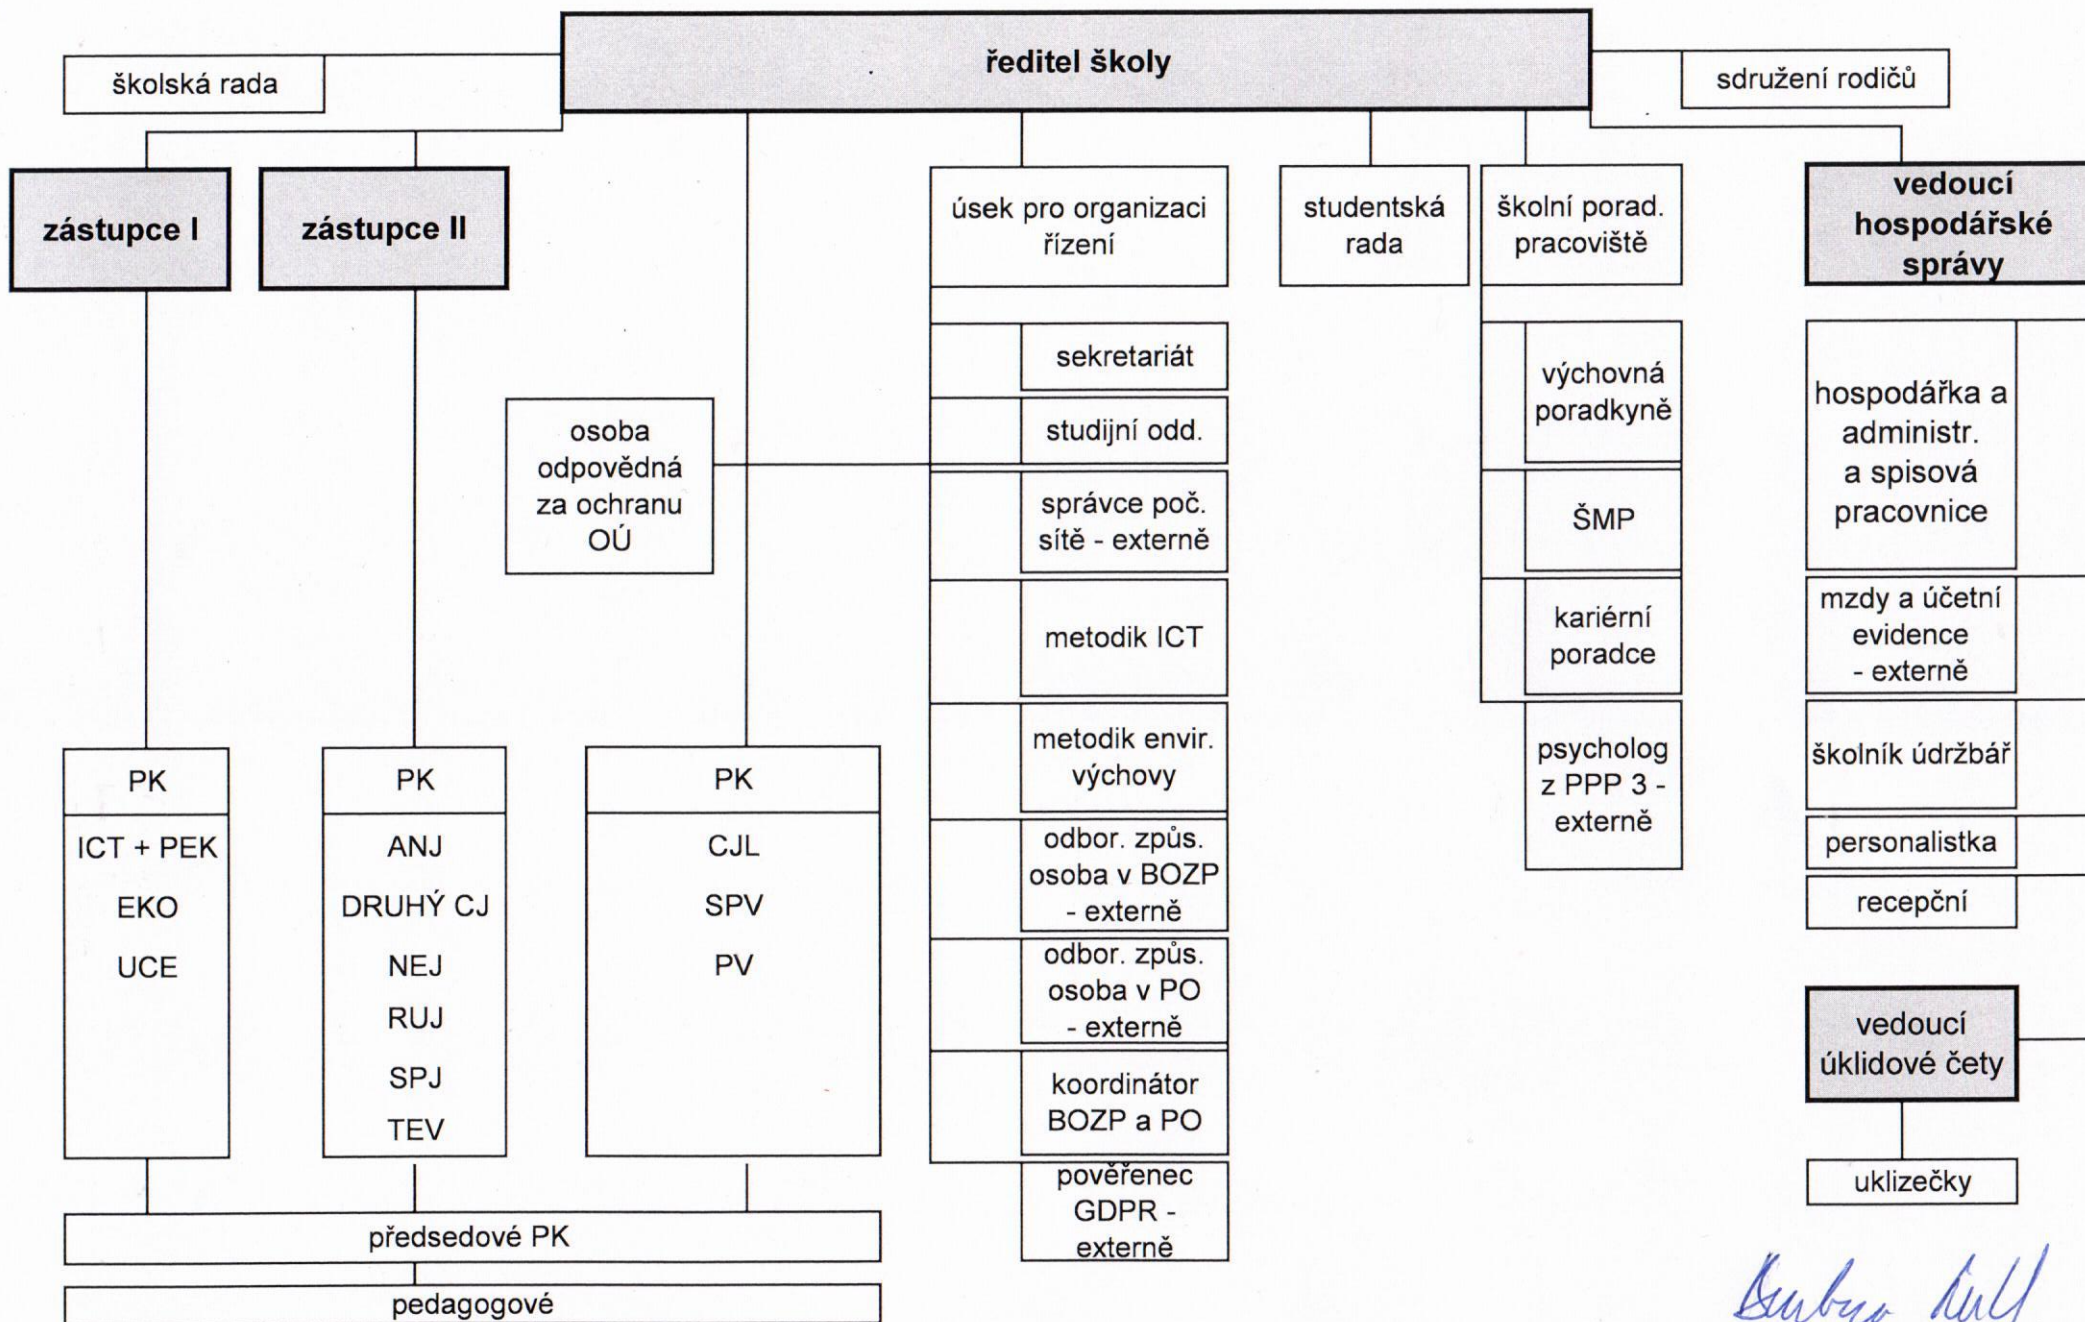 ředitel školy
školská rada
sdružení rodičů
zástupce I
zástupce II
úsek pro organizaci
řízení
studentská
rada
školní porad.
pracoviště
vedoucí
hospodářské
správy
osoba
odpovědná
za ochranu
OÚ
sekretariát
studijní odd.
správce poč.
sítě - externě
metodik ICT
metodik envir.
výchovy
odbor. způs.
osoba v BOZP
- externě
odbor. způs.
osoba v PO
- externě
koordinátor
BOZP a PO
pověřenec
GDPR -
externě
výchovná
poradkyně
ŠMP
kariérní
poradce
psycholog
z PPP 3 -
externě
hospodářka a
administr.
a spisová
pracovnice
mzdy a účetní
evidence
- externě
školník údržbář
personalistka
recepční
vedoucí
úklidové čety
uklizečky
PK
ICT + PEK
EKO
UCE
PK
ANJ
DRUHÝ CJ
NEJ
RUJ
SPJ
TEV
PK
CJL
SPV
PV
předsedové PK
pedagogové